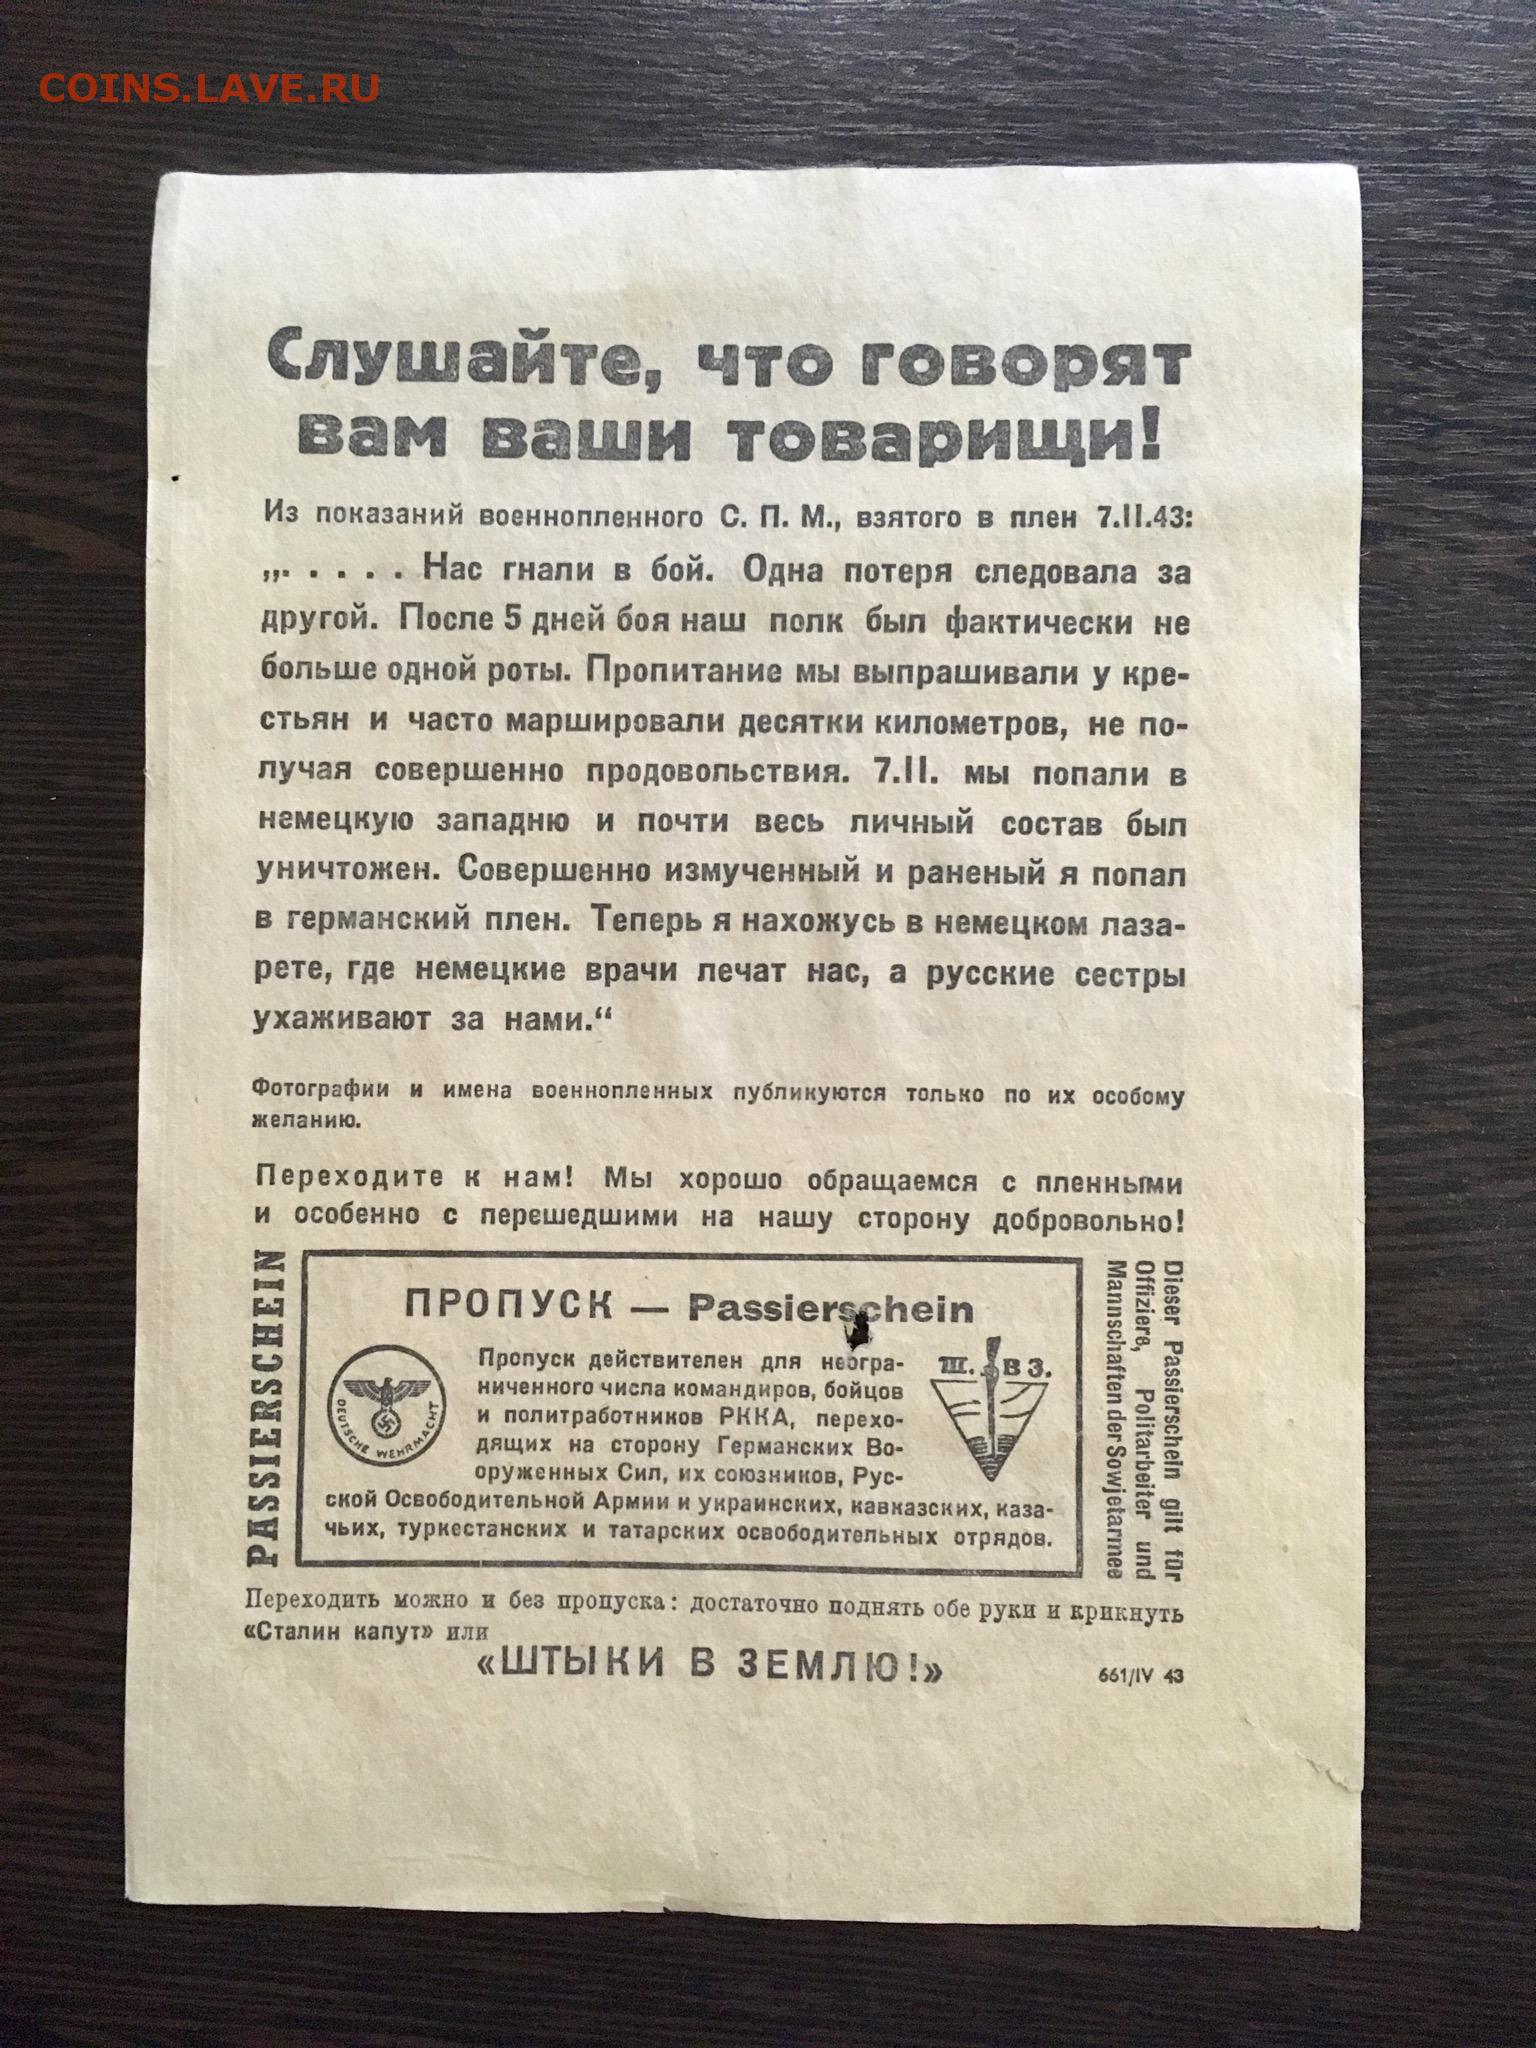 COINS.LAVE.RU
Слушайте, что говорят
вам ваши товарищи!
Из показаний военнопленного С. П. М., взятого в плен 7.II.43:
„. . . . . Нас гнали в бой. Одна потеря следовала за
другой. После 5 дней боя наш полк был фактически не
больше одной роты. Пропитание мы выпрашивали у кре-
стьян и часто маршировали десятки километров, не по-
лучая совершенно продовольствия. 7.II. мы попали в
немецкую западню и почти весь личный состав был
уничтожен. Совершенно измученный и раненый я попал
в германский плен. Теперь я нахожусь в немецком лаза-
рете, где немецкие врачи лечат нас, а русские сестры
ухаживают за нами.“
Фотографии и имена военнопленных публикуются только по их особому
желанию.
Переходите к нам! Мы хорошо обращаемся с пленными
и особенно с перешедшими на нашу сторону добровольно!
PASSIERSCHEIN
ПРОПУСК — Passierschein
DEUTSCHE WEHRMACHT
Пропуск действителен для неогра-
ниченного числа командиров, бойцов
и политработников РККА, перехо-
дящих на сторону Германских Во-
оруженных Сил, их союзников, Рус-
ской Освободительной Армии и украинских, кавказских, каза-
чьих, туркестанских и татарских освободительных отрядов.
Ш. В З.
Dieser Passierschein gilt für
Offiziere, Politarbeiter und
Mannschaften der Sowjetarmee
Переходить можно и без пропуска: достаточно поднять обе руки и крикнуть
«Сталин капут» или
«ШТЫКИ В ЗЕМЛЮ!»
661/IV 43